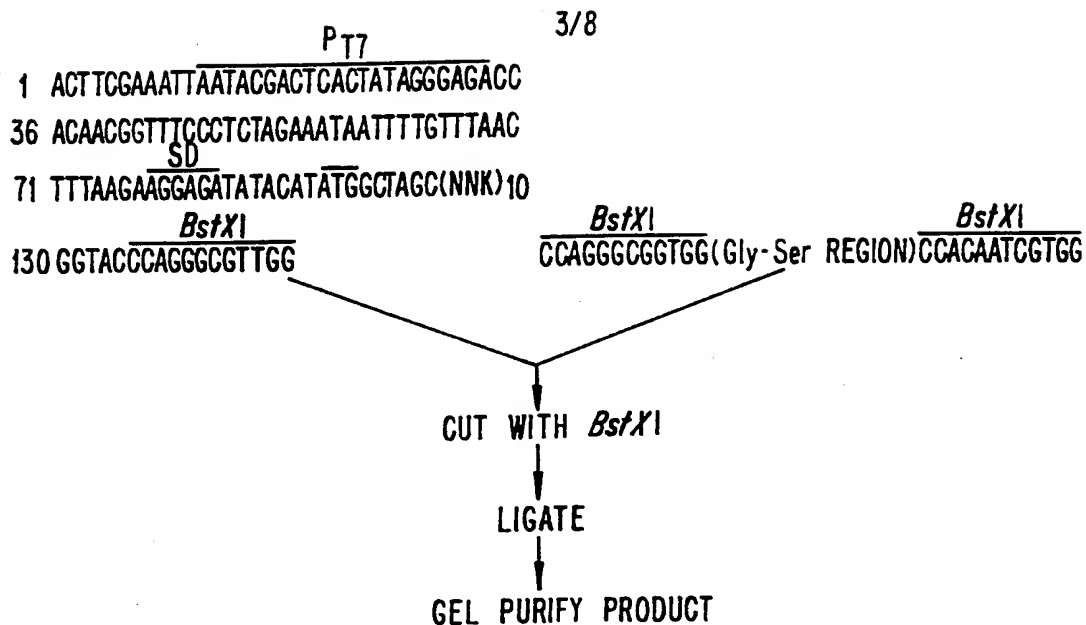 3/8
PT7
1 ACTTCGAAATTAATACGACTCACTATAGGGAGACC
36 ACAACGGTTTCCCTCTAGAAATAATTTTGTTTAAC
SD
71 TTTAAGAAGGAGATATACATATGGCTAGC(NNK)10
BstXI
130 GGTACCCAGGGCGTTGG
BstXI BstXI
CCAGGGCGGTGG(Gly-Ser REGION)CCACAATCGTGG
CUT WITH BstXI
LIGATE
GEL PURIFY PRODUCT